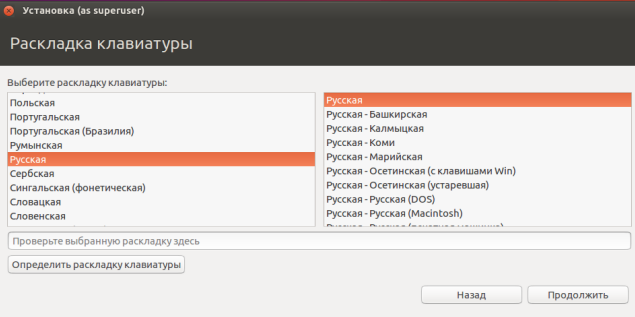 Установка (as superuser)
Раскладка клавиатуры
Выберите раскладку клавиатуры:
Польская
Португальская
Португальская (Бразилия)
Румынская
Русская
Сербская
Сингальская (фонетическая)
Словацкая
Словенская
Русская
Русская - Башкирская
Русская - Калмыцкая
Русская - Коми
Русская - Марийская
Русская - Осетинская (с клавишами Win)
Русская - Осетинская (устаревшая)
Русская - Русская (DOS)
Русская - Русская (Macintosh)
Проверьте выбранную раскладку здесь
Определить раскладку клавиатуры
Назад
Продолжить